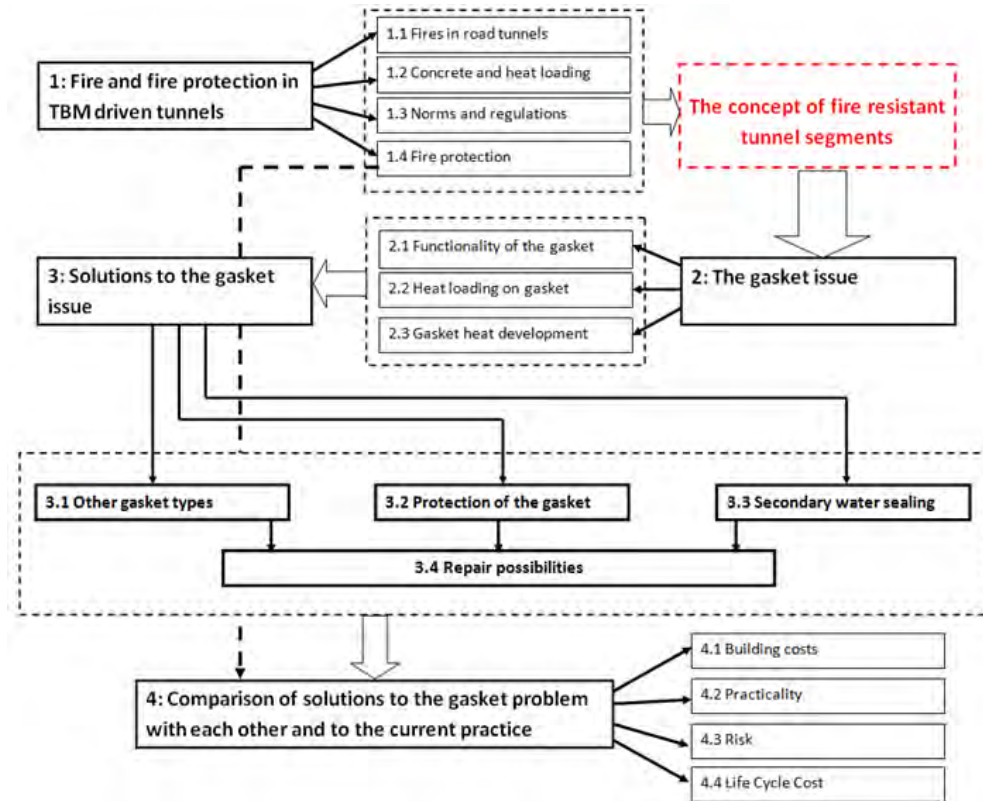 1: Fire and fire protection in
TBM driven tunnels
1.1 Fires in road tunnels
1.2 Concrete and heat loading
1.3 Norms and regulations
1.4 Fire protection
The concept of fire resistant
tunnel segments
2: The gasket issue
2.1 Functionality of the gasket
2.2 Heat loading on gasket
2.3 Gasket heat development
3: Solutions to the gasket
issue
3.1 Other gasket types
3.2 Protection of the gasket
3.3 Secondary water sealing
3.4 Repair possibilities
4: Comparison of solutions to the gasket problem
with each other and to the current practice
4.1 Building costs
4.2 Practicality
4.3 Risk
4.4 Life Cycle Cost